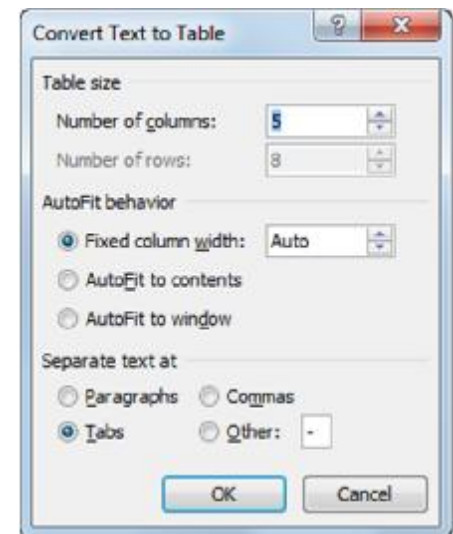 Convert Text to Table
Table size
Number of columns: 5
Number of rows: 8
AutoFit behavior
Fixed column width: Auto
AutoFit to contents
AutoFit to window
Separate text at
Paragraphs Commas
Tabs Other: -
OK Cancel